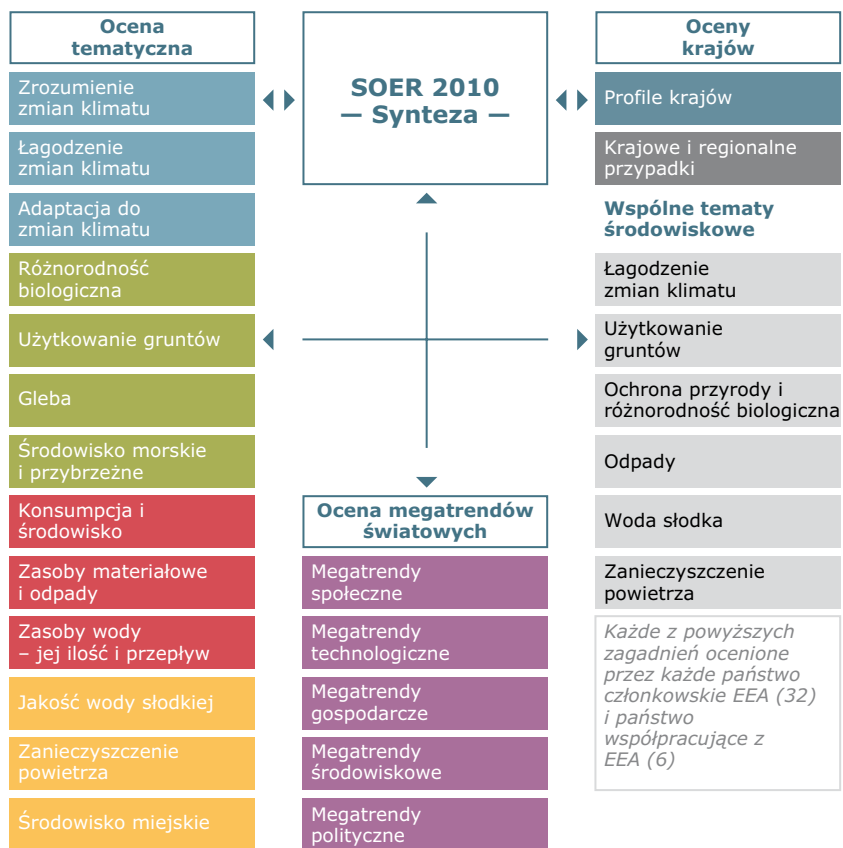 Ocena
tematyczna
Zrozumienie
zmian klimatu
Łagodzenie
zmian klimatu
Adaptacja do
zmian klimatu
Różnorodność
biologiczna
Użytkowanie gruntów
Gleba
Środowisko morskie
i przybrzeżne
Konsumpcja i
środowisko
Zasoby materiałowe
i odpady
Zasoby wody
– jej ilość i przepływ
Jakość wody słodkiej
Zanieczyszczenie
powietrza
Środowisko miejskie
SOER 2010
— Synteza —
Ocena megatrendów
światowych
Megatrendy
społeczne
Megatrendy
technologiczne
Megatrendy
gospodarcze
Megatrendy
środowiskowe
Megatrendy
polityczne
Oceny
krajów
Profile krajów
Krajowe i regionalne
przypadki
Wspólne tematy
środowiskowe
Łagodzenie
zmian klimatu
Użytkowanie
gruntów
Ochrona przyrody i
różnorodność biologiczna
Odpady
Woda słodka
Zanieczyszczenie
powietrza
Każde z powyższych
zagadnień ocenione
przez każde państwo
członkowskie EEA (32)
i państwo
współpracujące z
EEA (6)